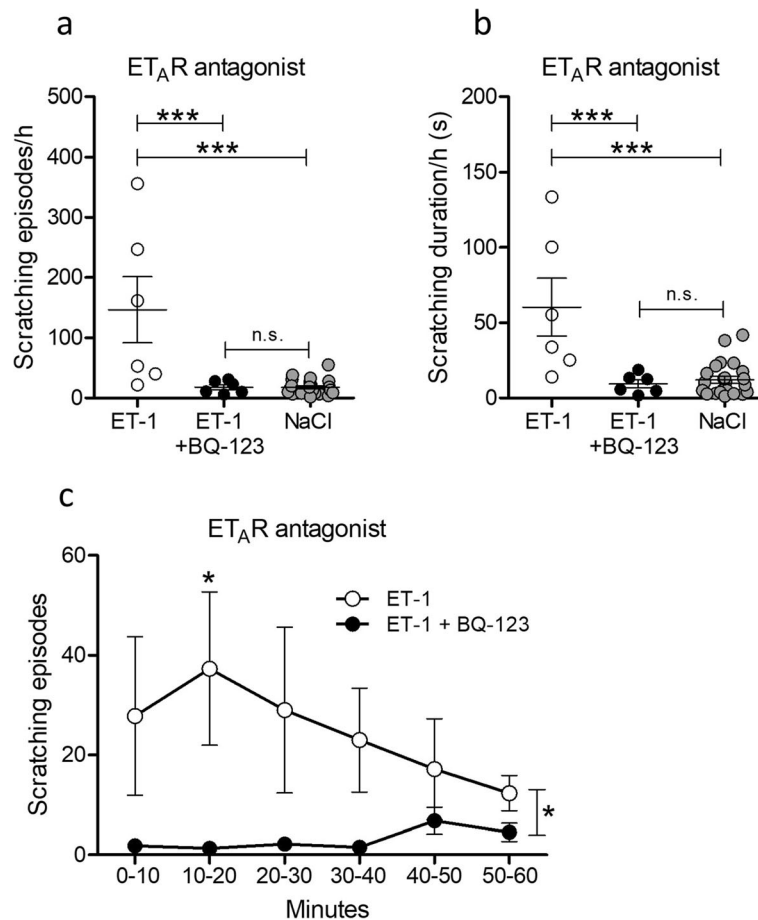 a
ET_AR antagonist
Scratching episodes/h
500
400
300
200
100
0
***
***
n.s.
ET-1
ET-1
+BQ-123
NaCl
b
ET_AR antagonist
Scratching duration/h (s)
200
150
100
50
0
***
***
n.s.
ET-1
ET-1
+BQ-123
NaCl
c
ET_AR antagonist
Scratching episodes
60
40
20
0
*
ET-1
ET-1 + BQ-123
*
0-10
10-20
20-30
30-40
40-50
50-60
Minutes